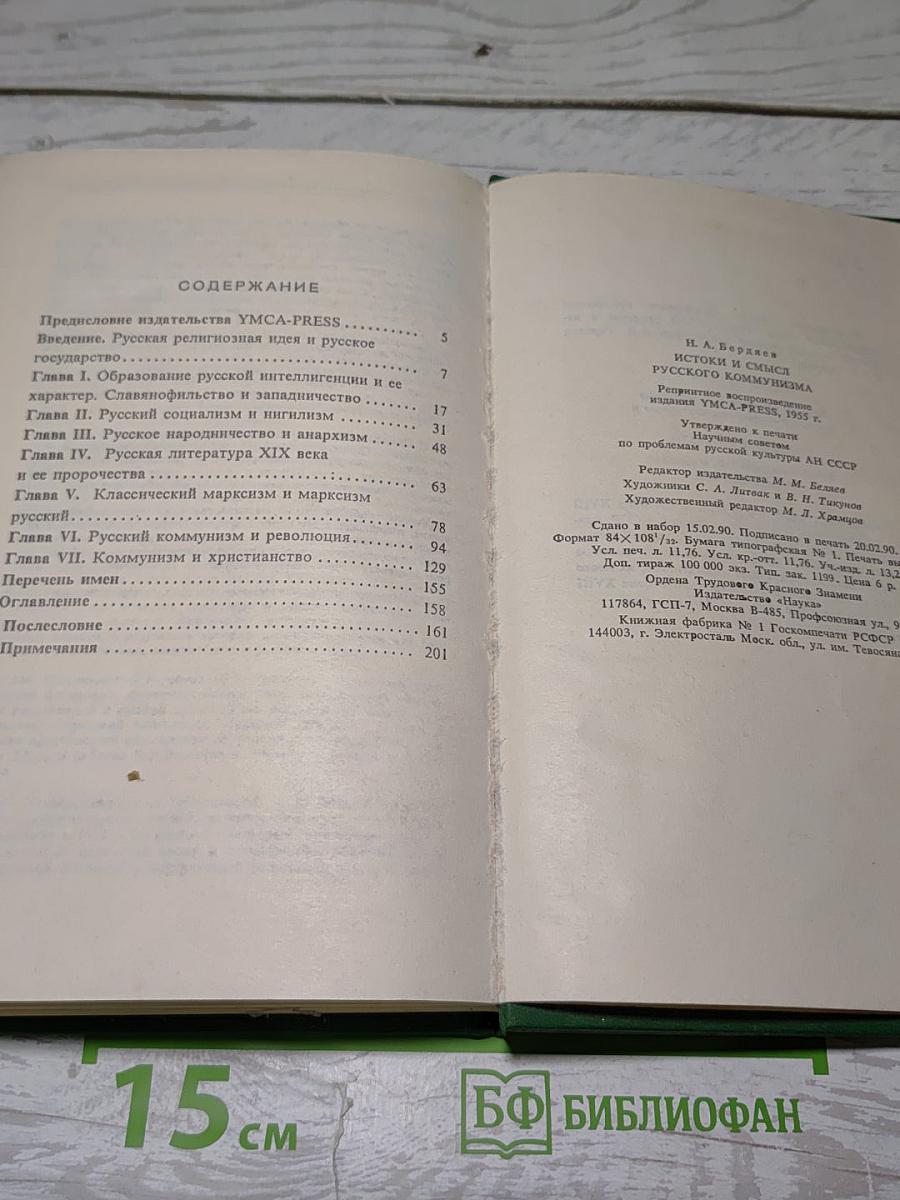 СОДЕРЖАНИЕ
Предисловие издательства YMCA-PRESS .......... 5
Введение. Русская религиозная идея и русское
государство .......... 7
Глава I. Образование русской интеллигенции и ее
характер. Славянофильство и западничество .......... 17
Глава II. Русский социализм и нигилизм .......... 31
Глава III. Русское народничество и анархизм .......... 48
Глава IV. Русская литература XIX века
и ее пророчества .......... 63
Глава V. Классический марксизм и марксизм
русский .......... 78
Глава VI. Русский коммунизм и революция .......... 94
Глава VII. Коммунизм и христианство .......... 129
Перечень имен .......... 155
Оглавление .......... 158
Послесловие .......... 161
Примечания .......... 201
Н. А. Бердяев
ИСТОКИ И СМЫСЛ
РУССКОГО КОММУНИЗМА
Репринтное воспроизведение
издания YMCA-PRESS, 1955 г.
Утверждено к печати
Научным советом
по проблемам русской культуры АН СССР
Редактор издательства М. М. Беляев
Художники С. А. Литвак и В. Н. Тикунов
Художественный редактор М. Л. Храмцов
Сдано в набор 15.02.90. Подписано в печать 20.02.90.
Формат 84×108¹/₃₂. Бумага типографская № 1. Печать вы
Усл. печ. л. 11,76. Усл. кр.-отт. 11,76. Уч.-изд. л. 13,2
Доп. тираж 100 000 экз. Тип. зак. 1199. Цена 6 р.
Ордена Трудового Красного Знамени
Издательство «Наука»
117864, ГСП-7, Москва В-485, Профсоюзная ул., 9
Книжная фабрика № 1 Госкомпечати РСФСР
144003, г. Электросталь Моск. обл., ул. им. Тевосяна
15 см
БФ БИБЛИОФАН